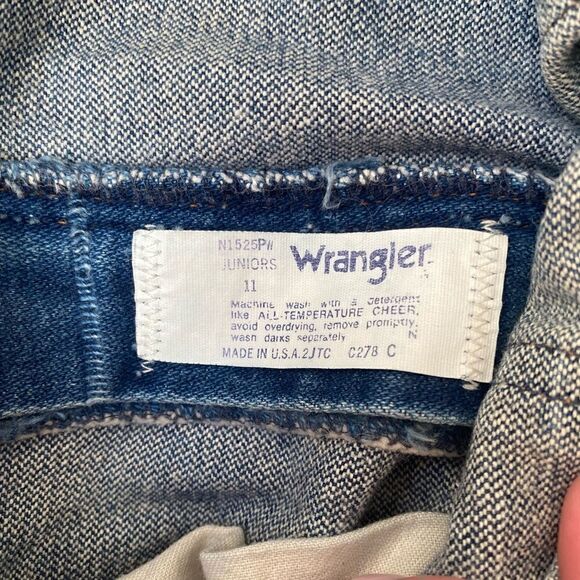 N1525PW
JUNIORS Wrangler
11
Machine wash with a detergent
like ALL-TEMPERATURE CHEER,
avoid overdrying, remove promptly,
wash darks separately N
MADE IN U.S.A. 2JTC C278 C